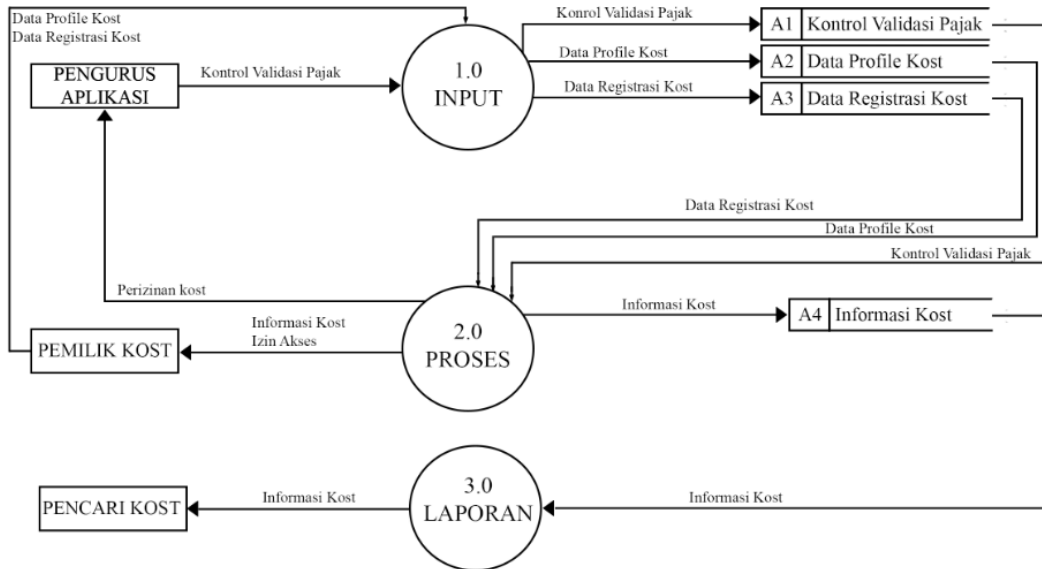 Data Profile Kost
Data Registrasi Kost
PENGURUS
APLIKASI
Kontrol Validasi Pajak
1.0
INPUT
Konrol Validasi Pajak
Data Profile Kost
Data Registrasi Kost
A1 Kontrol Validasi Pajak
A2 Data Profile Kost
A3 Data Registrasi Kost
Data Registrasi Kost
Data Profile Kost
Kontrol Validasi Pajak
Perizinan kost
Informasi Kost
Izin Akses
PEMILIK KOST
2.0
PROSES
Informasi Kost
A4 Informasi Kost
PENCARI KOST
Informasi Kost
3.0
LAPORAN
Informasi Kost